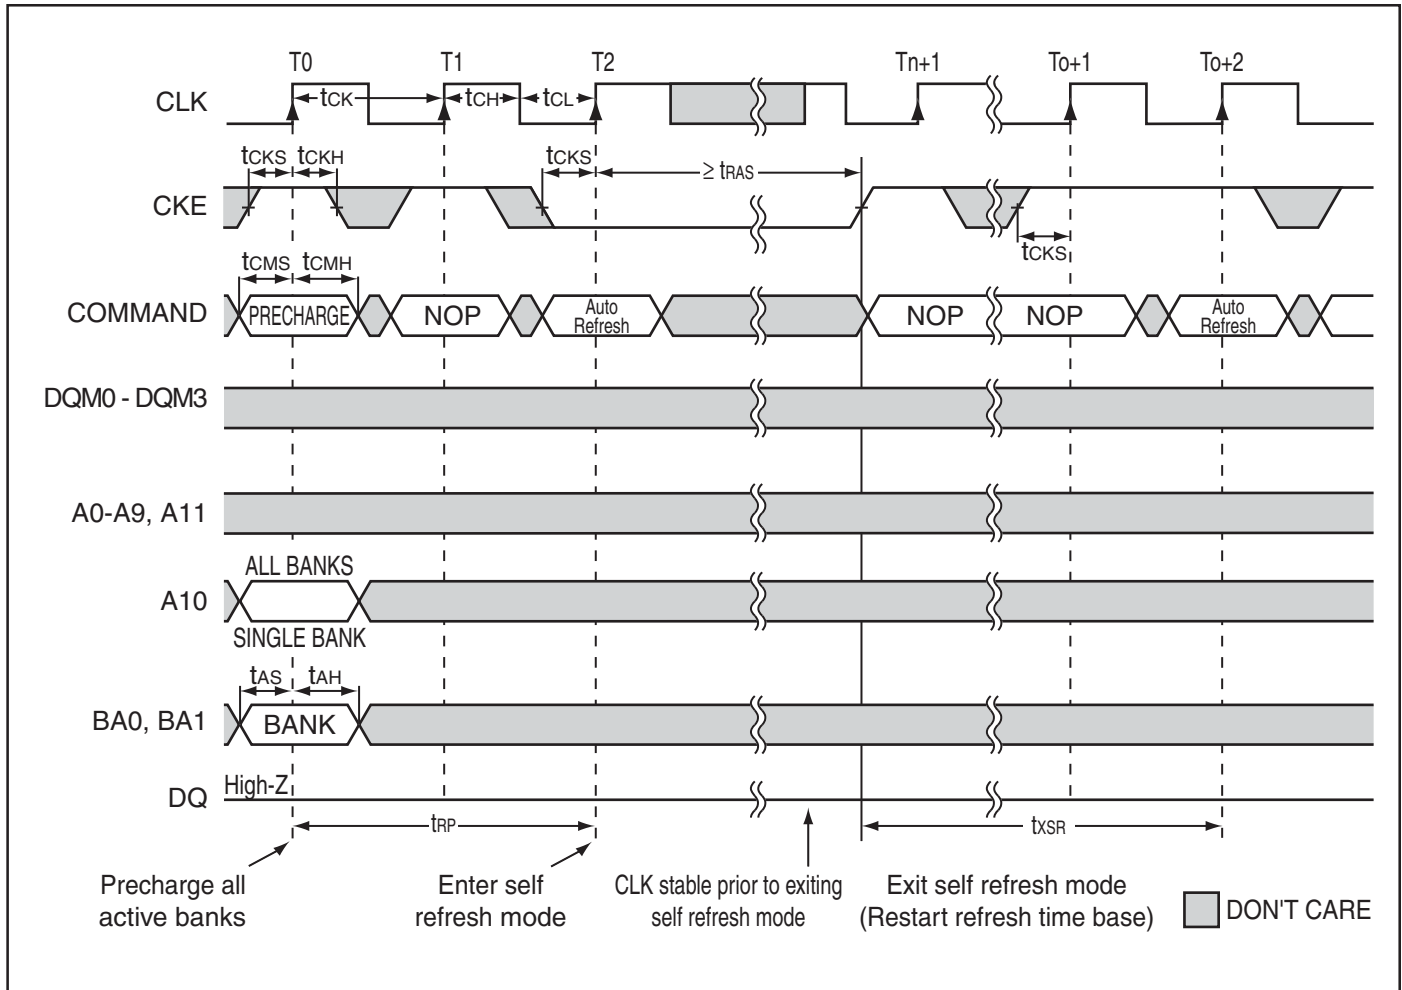 T0 T1 T2 Tn+1 To+1 To+2
CLK tCK tCH tCL
tCKS tCKH tCKS ≥ tRAS
CKE
tCKS
tCMS tCMH
COMMAND PRECHARGE NOP Auto Refresh NOP NOP Auto Refresh
DQM0 - DQM3
A0-A9, A11
ALL BANKS
A10
SINGLE BANK
tAS tAH
BA0, BA1 BANK
DQ High-Z
tRP tXSR
Precharge all
active banks
Enter self
refresh mode
CLK stable prior to exiting
self refresh mode
Exit self refresh mode
(Restart refresh time base)
DON'T CARE